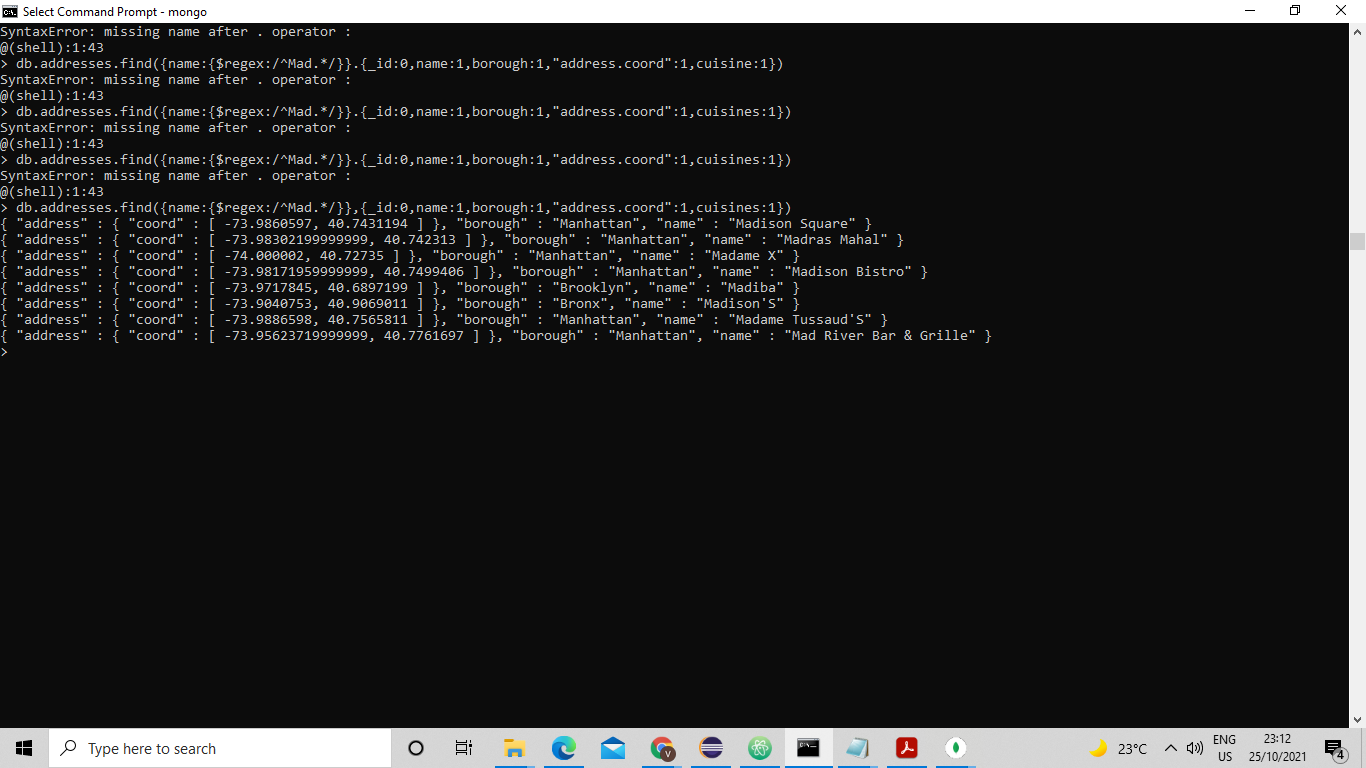 Select Command Prompt - mongo
SyntaxError: missing name after . operator :
@(shell):1:43
> db.addresses.find({name:{$regex:/^Mad.*/}}.{_id:0,name:1,borough:1,"address.coord":1,cuisine:1})
SyntaxError: missing name after . operator :
@(shell):1:43
> db.addresses.find({name:{$regex:/^Mad.*/}}.{_id:0,name:1,borough:1,"address.coord":1,cuisines:1})
SyntaxError: missing name after . operator :
@(shell):1:43
> db.addresses.find({name:{$regex:/^Mad.*/}}.{_id:0,name:1,borough:1,"address.coord":1,cuisines:1})
SyntaxError: missing name after . operator :
@(shell):1:43
> db.addresses.find({name:{$regex:/^Mad.*/}},{_id:0,name:1,borough:1,"address.coord":1,cuisines:1})
{ "address" : { "coord" : [ -73.9860597, 40.7431194 ] }, "borough" : "Manhattan", "name" : "Madison Square" }
{ "address" : { "coord" : [ -73.98302199999999, 40.742313 ] }, "borough" : "Manhattan", "name" : "Madras Mahal" }
{ "address" : { "coord" : [ -74.000002, 40.72735 ] }, "borough" : "Manhattan", "name" : "Madame X" }
{ "address" : { "coord" : [ -73.98171959999999, 40.7499406 ] }, "borough" : "Manhattan", "name" : "Madison Bistro" }
{ "address" : { "coord" : [ -73.9717845, 40.6897199 ] }, "borough" : "Brooklyn", "name" : "Madiba" }
{ "address" : { "coord" : [ -73.9040753, 40.9069011 ] }, "borough" : "Bronx", "name" : "Madison'S" }
{ "address" : { "coord" : [ -73.9886598, 40.7565811 ] }, "borough" : "Manhattan", "name" : "Madame Tussaud'S" }
{ "address" : { "coord" : [ -73.95623719999999, 40.7761697 ] }, "borough" : "Manhattan", "name" : "Mad River Bar & Grille" }
>
Type here to search
V
23°C
ENG
US
23:12
25/10/2021
4